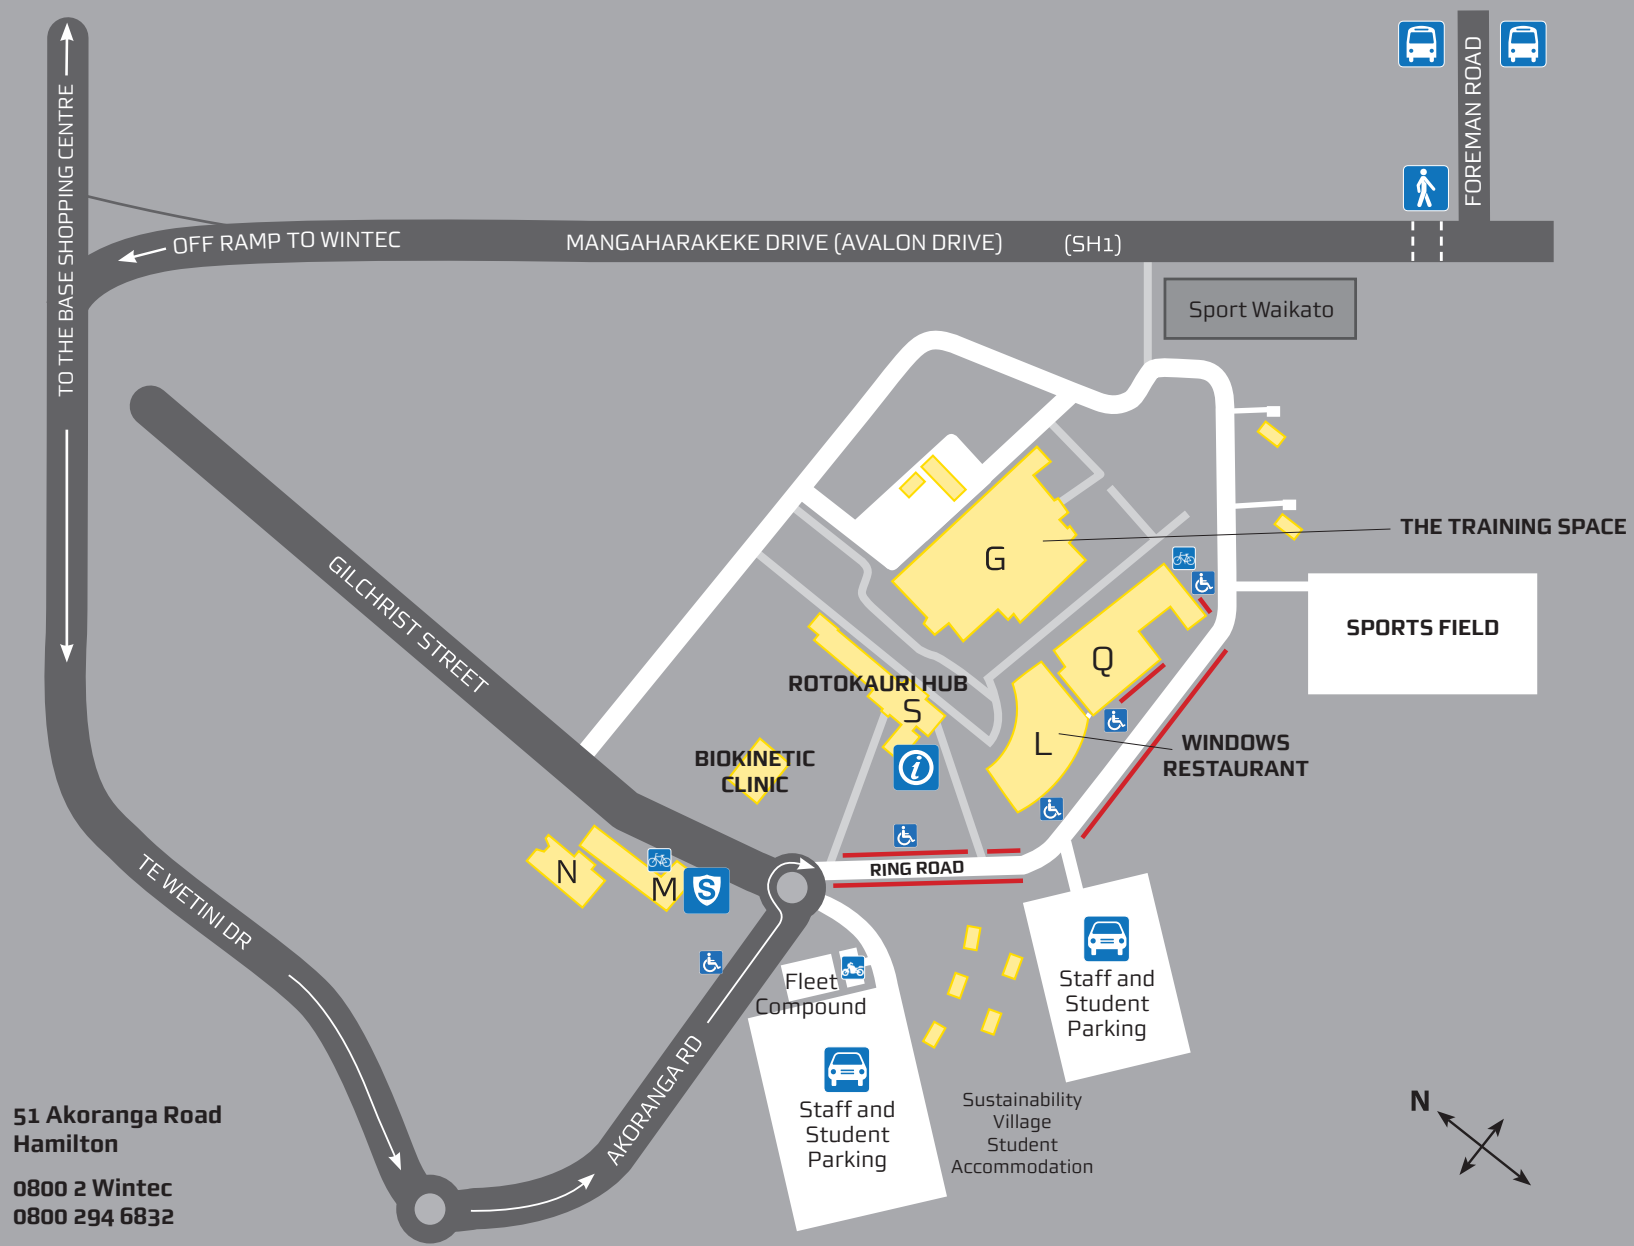 FOREMAN ROAD
TO THE BASE SHOPPING CENTRE
OFF RAMP TO WINTEC
MANGAHARAKEKE DRIVE (AVALON DRIVE)
(SH1)
Sport Waikato
GILCHRIST STREET
THE TRAINING SPACE
G
SPORTS FIELD
Q
ROTOKAURI HUB
S
L
i
WINDOWS
RESTAURANT
BIOKINETIC
CLINIC
N
M
S
RING ROAD
TE WETINI DR
Fleet
Compound
Staff and
Student
Parking
AKORANGA RD
Staff and
Student
Parking
Sustainability
Village
Student
Accommodation
N
51 Akoranga Road
Hamilton
0800 2 Wintec
0800 294 6832